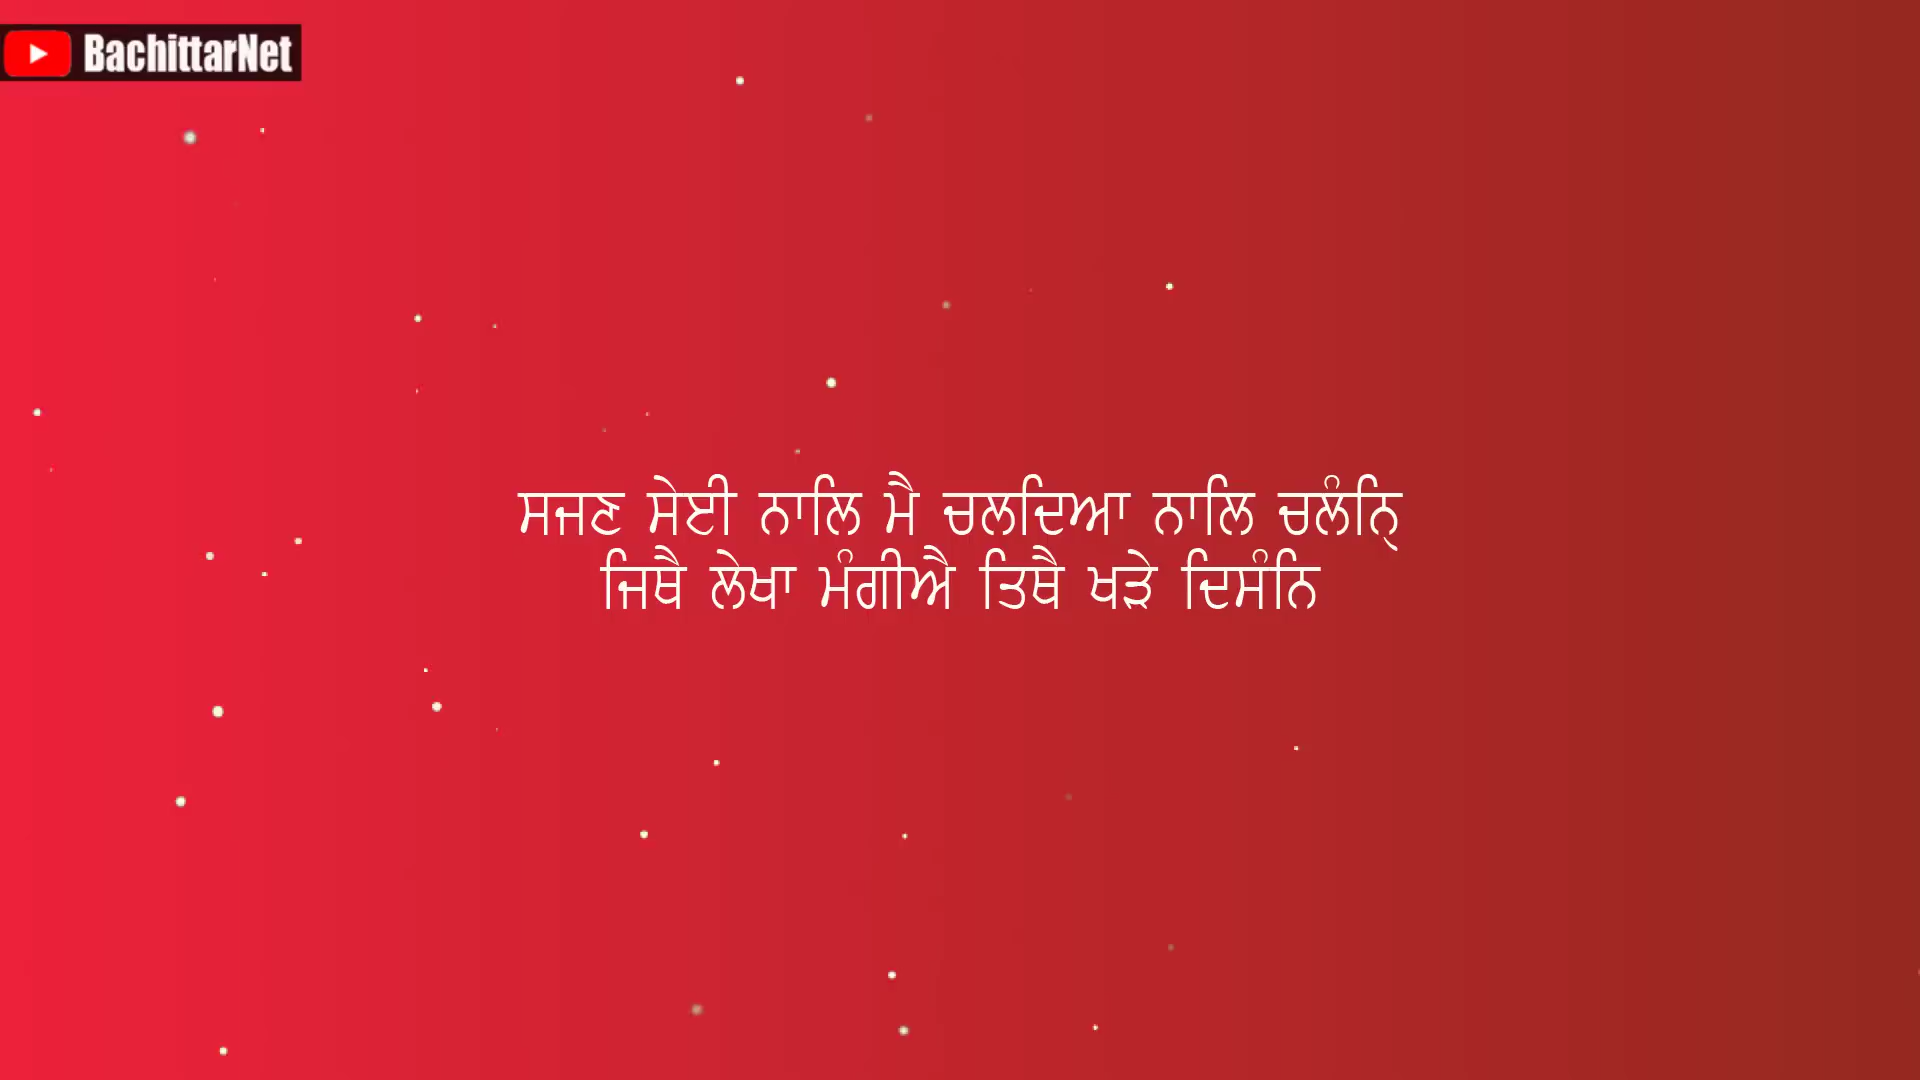 BachittarNet
ਸਜਣ ਸੇਈ ਨਾਲਿ ਮੈ ਚਲਦਿਆ ਨਾਲਿ ਚਲੰਨ੍ਹਿ
ਜਿਥੈ ਲੇਖਾ ਮੰਗੀਐ ਤਿਥੈ ਖੜੇ ਦਿਸੰਨਿ